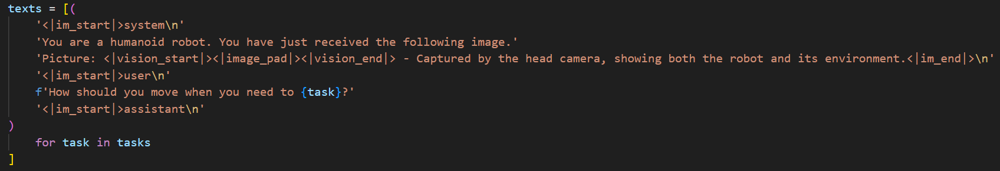 texts = [(
    '<|im_start|>system\n'
    'You are a humanoid robot. You have just received the following image.'
    'Picture: <|vision_start|><|image_pad|><|vision_end|> - Captured by the head camera, showing both the robot and its environment.<|im_end|>\n'
    '<|im_start|>user\n'
    f'How should you move when you need to {task}?'
    '<|im_start|>assistant\n'
)
    for task in tasks
]